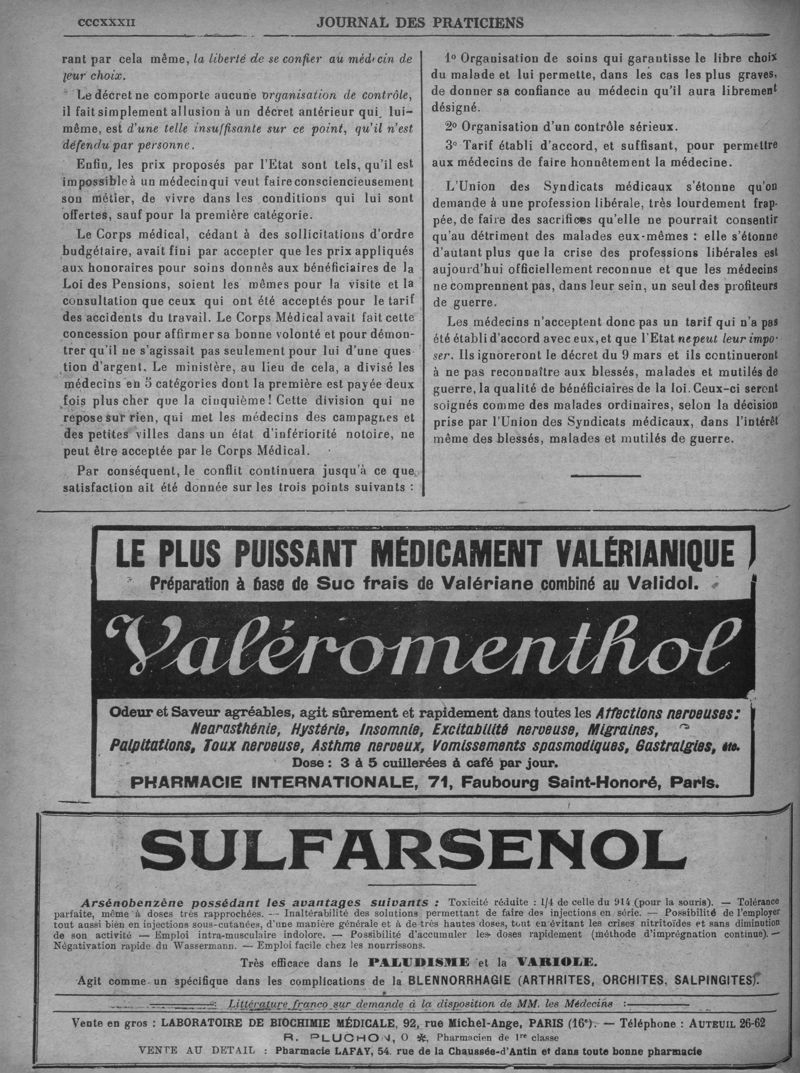 CCCXXXII
JOURNAL DES PRATICIENS
rant par cela même, la liberté de se confier au médecin de
leur choix.
Le décret ne comporte aucune organisation de contrôle,
il fait simplement allusion à un décret antérieur qui, lui-
même, est d'une telle insuffisante sur ce point, qu'il n'est
défendu par personne.
Enfin, les prix proposés par l'Etat sont tels, qu'il est
impossible à un médecin qui veut faire consciencieusement
son métier, de vivre dans les conditions qui lui sont
offertes, sauf pour la première catégorie.
Le Corps médical, cédant à des sollicitations d'ordre
budgétaire, avait fini par accepter que les prix appliqués
aux honoraires pour soins donnés aux bénéficiaires de la
Loi des Pensions, soient les mêmes pour la visite et la
consultation que ceux qui ont été acceptés pour le tarif
des accidents du travail. Le Corps Médical avait fait cette
concession pour affirmer sa bonne volonté et pour démon-
trer qu'il ne s'agissait pas seulement pour lui d'une ques
tion d'argent. Le ministère, au lieu de cela, a divisé les
médecins en 5 catégories dont la première est payée deux
fois plus cher que la cinquième! Cette division qui ne
repose sur rien, qui met les médecins des campagnes et
des petites villes dans un état d'infériorité notoire, ne
peut être acceptée par le Corps Médical.
Par conséquent, le conflit continuera jusqu'à ce que
satisfaction ait été donnée sur les trois points suivants :
1º Organisation de soins qui garantisse le libre choix
du malade et lui permette, dans les cas les plus graves,
de donner sa confiance au médecin qu'il aura librement
désigné.
2º Organisation d'un contrôle sérieux.
3º Tarif établi d'accord, et suffisant, pour permettre
aux médecins de faire honnêtement la médecine.
L'Union des Syndicats médicaux s'étonne qu'on
demande à une profession libérale, très lourdement frap-
pée, de faire des sacrifices qu'elle ne pourrait consentir
qu'au détriment des malades eux-mêmes : elle s'étonne
d'autant plus que la crise des professions libérales est
aujourd'hui officiellement reconnue et que les médecins
ne comprennent pas, dans leur sein, un seul des profiteurs
de guerre.
Les médecins n'acceptent donc pas un tarif qui n'a pas
été établi d'accord avec eux, et que l'Etat ne peut leur impo-
ser. Ils ignoreront le décret du 9 mars et ils continueront
à ne pas reconnaître aux blessés, malades et mutilés de
guerre, la qualité de bénéficiaires de la loi. Ceux-ci seront
soignés comme des malades ordinaires, selon la décision
prise par l'Union des Syndicats médicaux, dans l'intérêt
même des blessés, malades et mutilés de guerre.
LE PLUS PUISSANT MÉDICAMENT VALÉRIANIQUE
Préparation à base de Suc frais de Valériane combiné au Validol.
Valéromenthol
Odeur et Saveur agréables, agit sûrement et rapidement dans toutes les Affections nerveuses:
Nearasthénie, Hystérie, Insomnie, Excitabilité nerveuse, Migraines,
Palpitations, Toux nerveuse, Asthme nerveux, Vomissements spasmodiques, Gastralgies, etc.
Dose : 3 à 5 cuillerées à café par jour.
PHARMACIE INTERNATIONALE, 71, Faubourg Saint-Honoré, Paris.
SULFARSENOL
Arsénobenzène possédant les avantages suivants : Toxicité réduite : 1/4 de celle du 914 (pour la souris). — Tolérance
parfaite, même à doses très rapprochées. — Inaltérabilité des solutions permettant de faire des injections en série. — Possibilité de l'employer
tout aussi bien en injections sous-cutanées, d'une manière générale et à de très hautes doses, tout en évitant les crises nitritoïdes et sans diminution
de son activité — Emploi intra-musculaire indolore. — Possibilité d'accumuler les doses rapidement (méthode d'imprégnation continue). —
Négativation rapide du Wassermann. — Emploi facile chez les nourrissons.
Très efficace dans le PALUDISME et la VARIOLE.
Agit comme un spécifique dans les complications de la BLENNORRHAGIE (ARTHRITES, ORCHITES, SALPINGITES).
Littérature franco sur demande à la disposition de MM. les Médecins :
Vente en gros : LABORATOIRE DE BIOCHIMIE MÉDICALE, 92, rue Michel-Ange, PARIS (16e). — Téléphone : AUTEUIL 26-62
R. PLUCHON, O ✻, Pharmacien de 1re classe
VENTE AU DETAIL : Pharmacie LAFAY, 54, rue de la Chaussée-d'Antin et dans toute bonne pharmacie